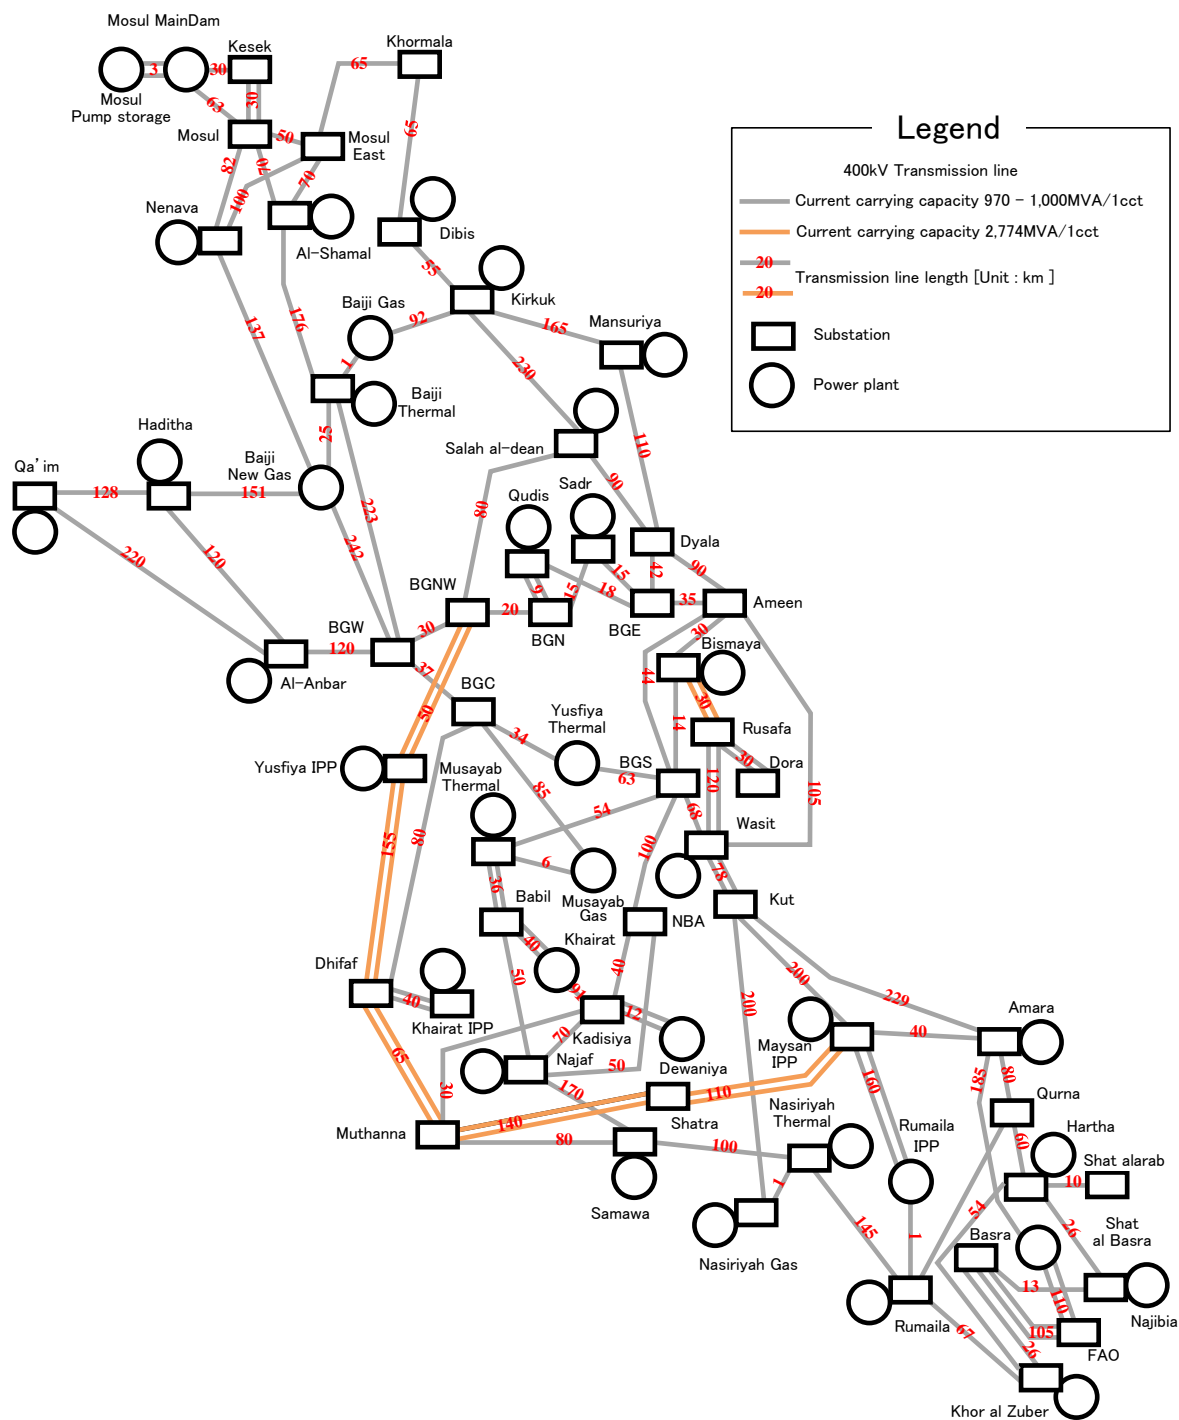 Mosul MainDam
Kesek
Khormala
65
3
30
30
Mosul
Pump storage
63
Mosul
50
Mosul
East
65
82
70
70
100
Nenava
Al-Shamal
Dibis
55
Kirkuk
Baiji Gas
92
165
Mansuriya
137
176
1
230
Baiji
Thermal
Haditha
25
Salah al-dean
110
Qa' im
Baiji
New Gas
128
151
223
80
Qudis
Sadr
90
242
220
120
Dyala
BGNW
9
15
15
18
42
90
20
BGN
BGE
35
Ameen
BGW
30
120
Al-Anbar
37
30
Bismaya
44
BGC
50
Yusfiya
Thermal
34
30
14
Rusafa
Yusfiya IPP
Musayab
Thermal
BGS
63
30
Dora
120
105
85
54
68
Wasit
80
155
100
6
78
36
Musayab
Gas
Babil
NBA
Kut
40
Khairat
Dhifaf
50
40
200
229
40
Khairat IPP
91
12
Kadisiya
200
Amara
70
Dewaniya
Maysan
IPP
40
65
Najaf
50
185
80
30
170
160
110
Shatra
Qurna
Muthanna
140
Nasiriyah
Thermal
Rumaila
IPP
60
Hartha
80
100
Shat alarab
10
1
54
Samawa
26
Shat
al Basra
145
1
Basra
Nasiriyah Gas
13
110
Najibia
Rumaila
67
105
26
FAO
Khor al Zuber
Legend
400kV Transmission line
Current carrying capacity 970 - 1,000MVA/1cct
Current carrying capacity 2,774MVA/1cct
20
Transmission line length [Unit : km ]
20
Substation
Power plant